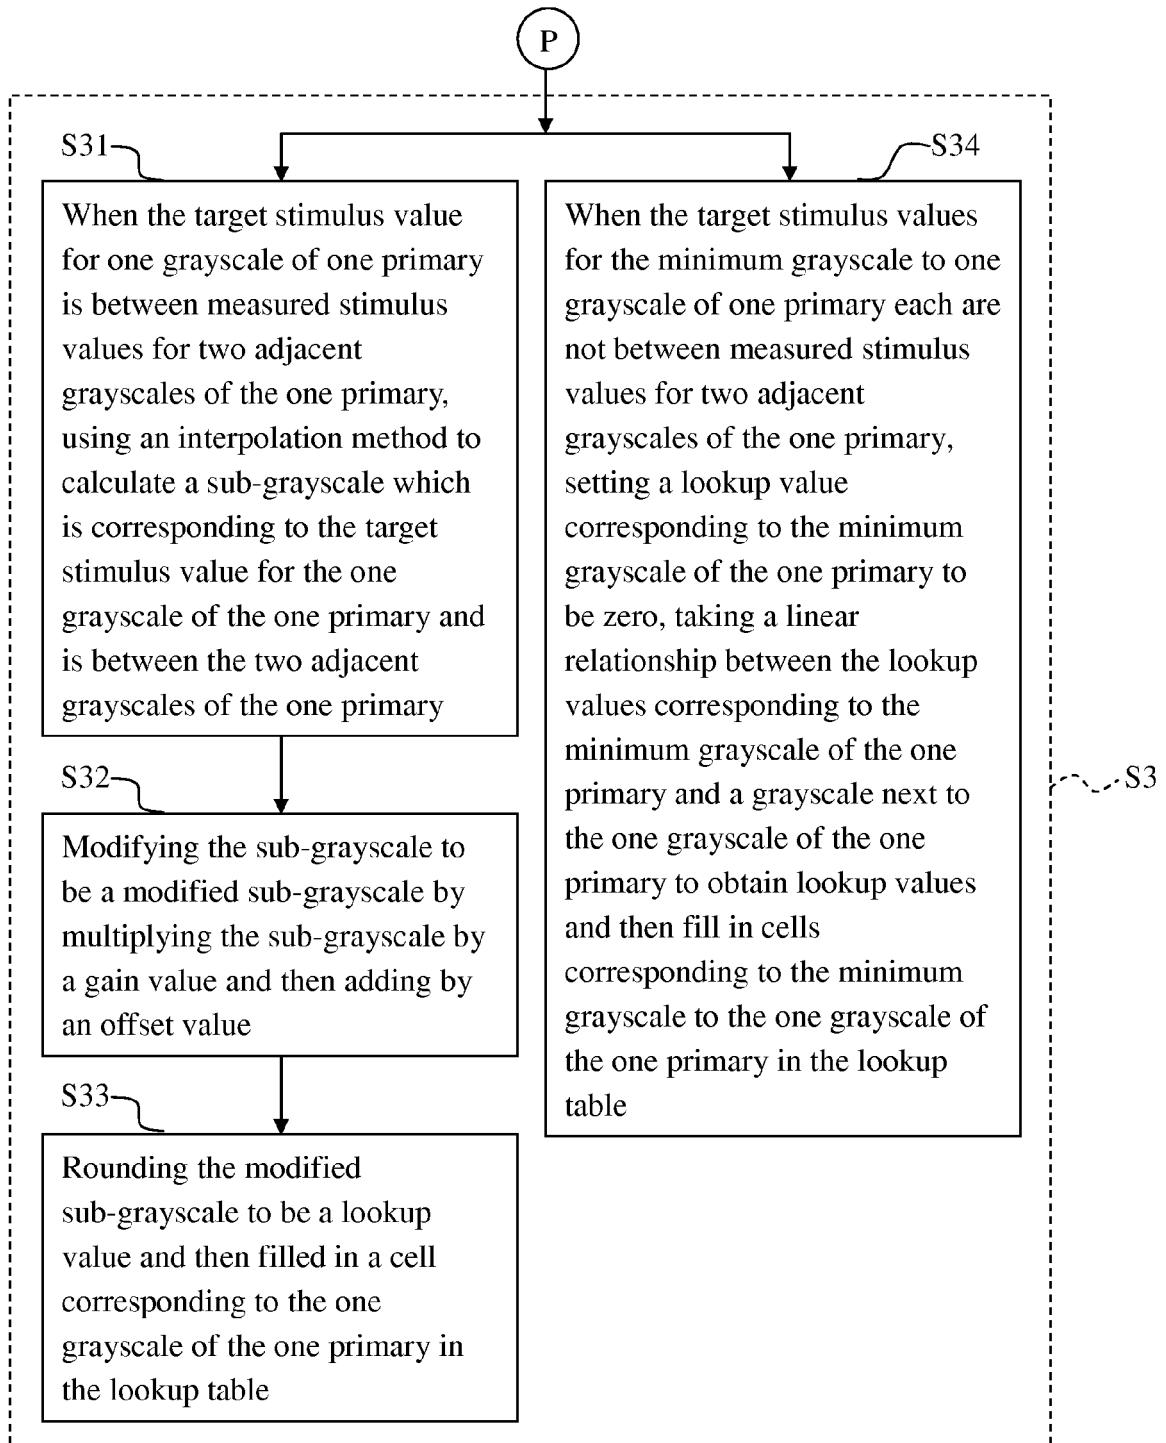 P
S31
When the target stimulus value
for one grayscale of one primary
is between measured stimulus
values for two adjacent
grayscales of the one primary,
using an interpolation method to
calculate a sub-grayscale which
is corresponding to the target
stimulus value for the one
grayscale of the one primary and
is between the two adjacent
grayscales of the one primary
S32
Modifying the sub-grayscale to
be a modified sub-grayscale by
multiplying the sub-grayscale by
a gain value and then adding by
an offset value
S33
Rounding the modified
sub-grayscale to be a lookup
value and then filled in a cell
corresponding to the one
grayscale of the one primary in
the lookup table
S34
When the target stimulus values
for the minimum grayscale to one
grayscale of one primary each are
not between measured stimulus
values for two adjacent
grayscales of the one primary,
setting a lookup value
corresponding to the minimum
grayscale of the one primary to
be zero, taking a linear
relationship between the lookup
values corresponding to the
minimum grayscale of the one
primary and a grayscale next to
the one grayscale of the one
primary to obtain lookup values
and then fill in cells
corresponding to the minimum
grayscale to the one grayscale of
the one primary in the lookup
table
S3